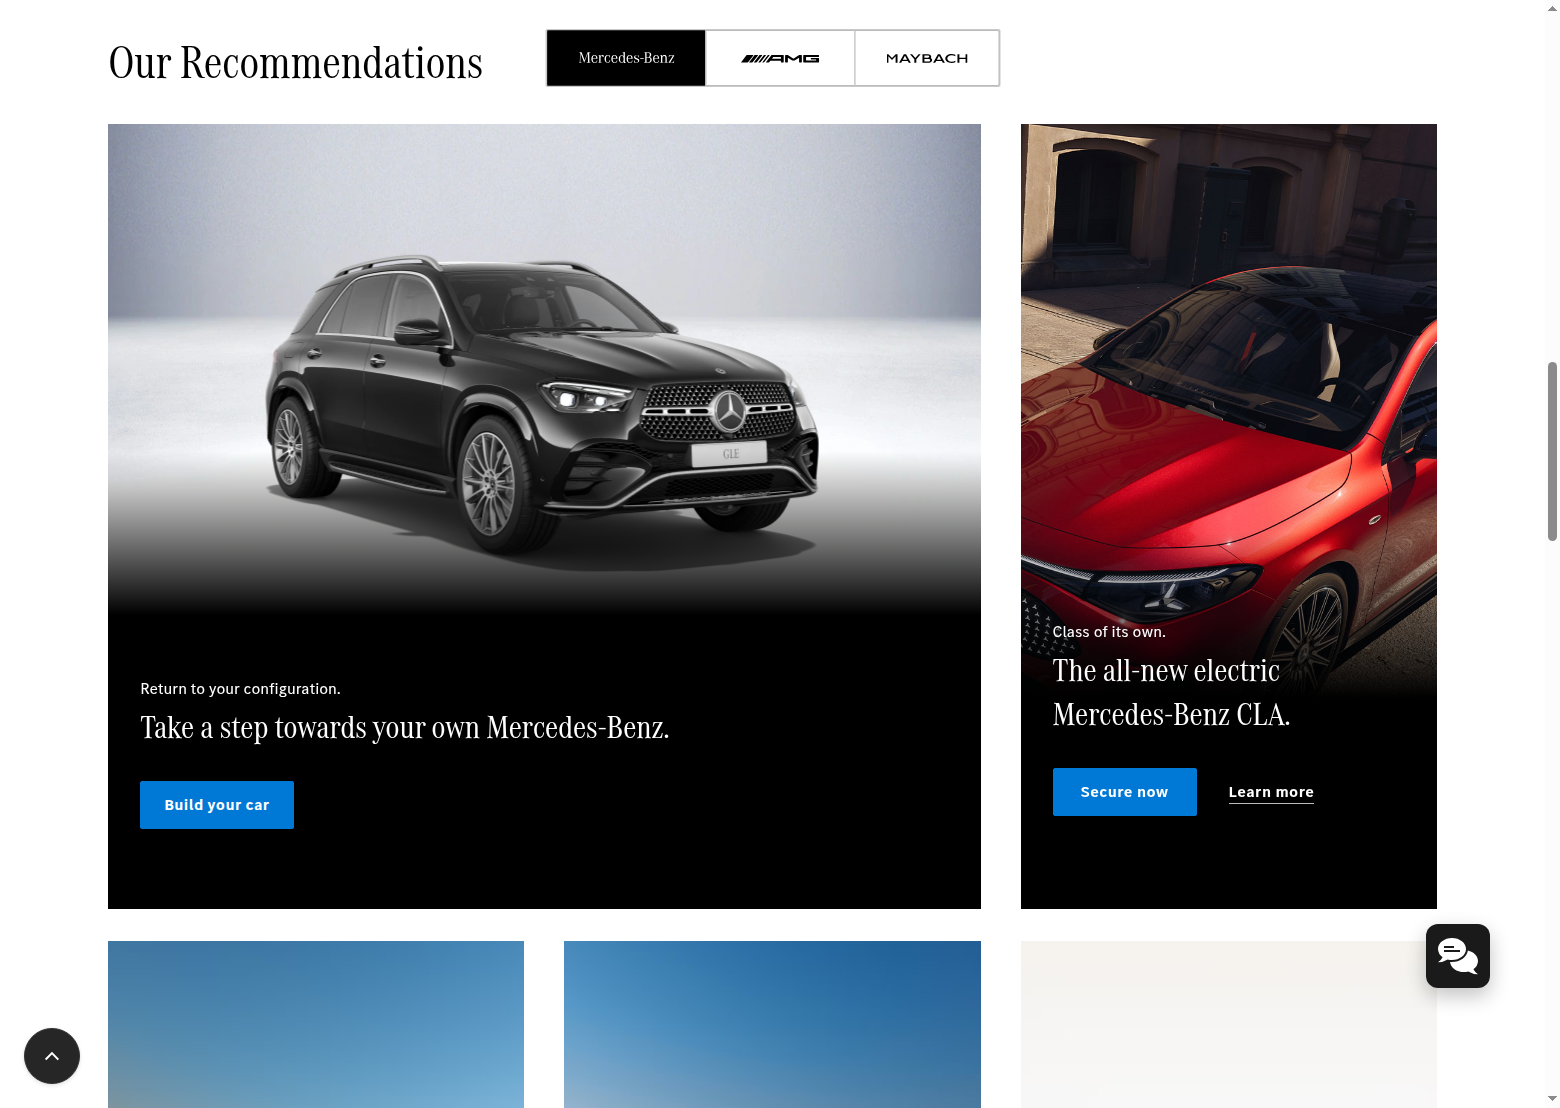 Our Recommendations
Mercedes-Benz
AMG
MAYBACH
GLE
Return to your configuration.
Take a step towards your own Mercedes-Benz.
Build your car
Class of its own.
The all-new electric
Mercedes-Benz CLA.
Secure now
Learn more